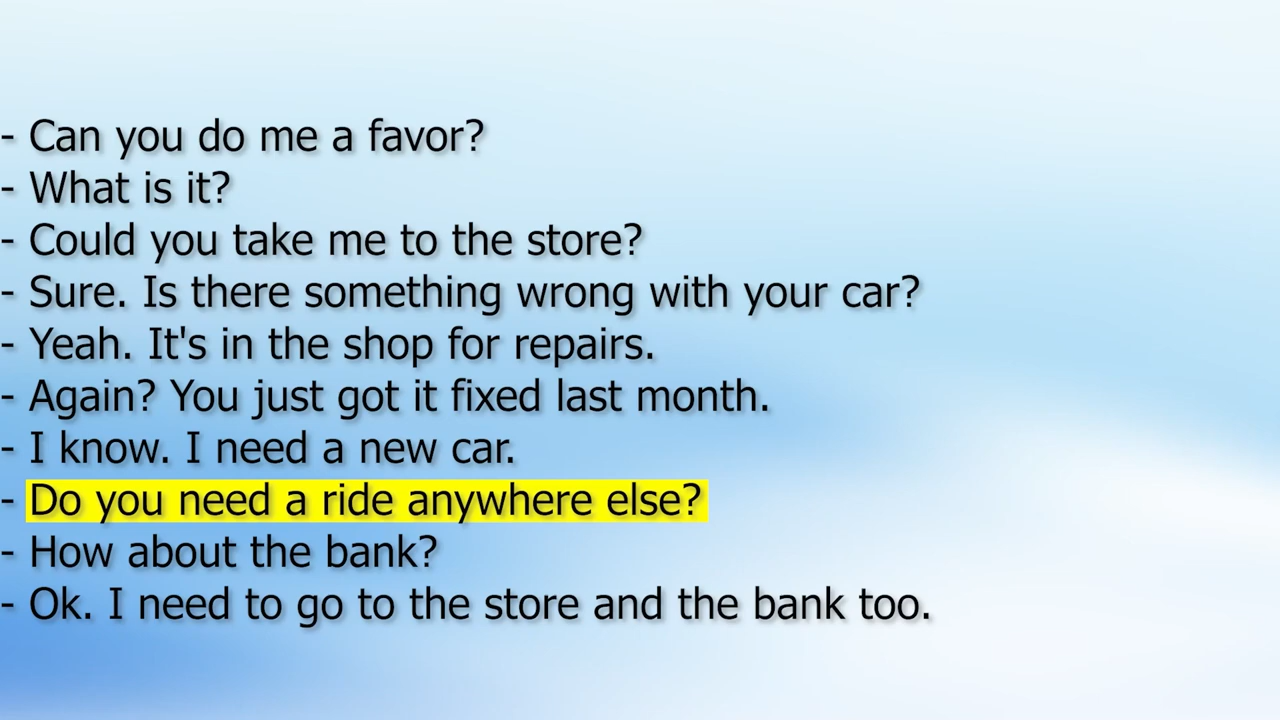 - Can you do me a favor?
- What is it?
- Could you take me to the store?
- Sure. Is there something wrong with your car?
- Yeah. It's in the shop for repairs.
- Again? You just got it fixed last month.
- I know. I need a new car.
- Do you need a ride anywhere else?
- How about the bank?
- Ok. I need to go to the store and the bank too.